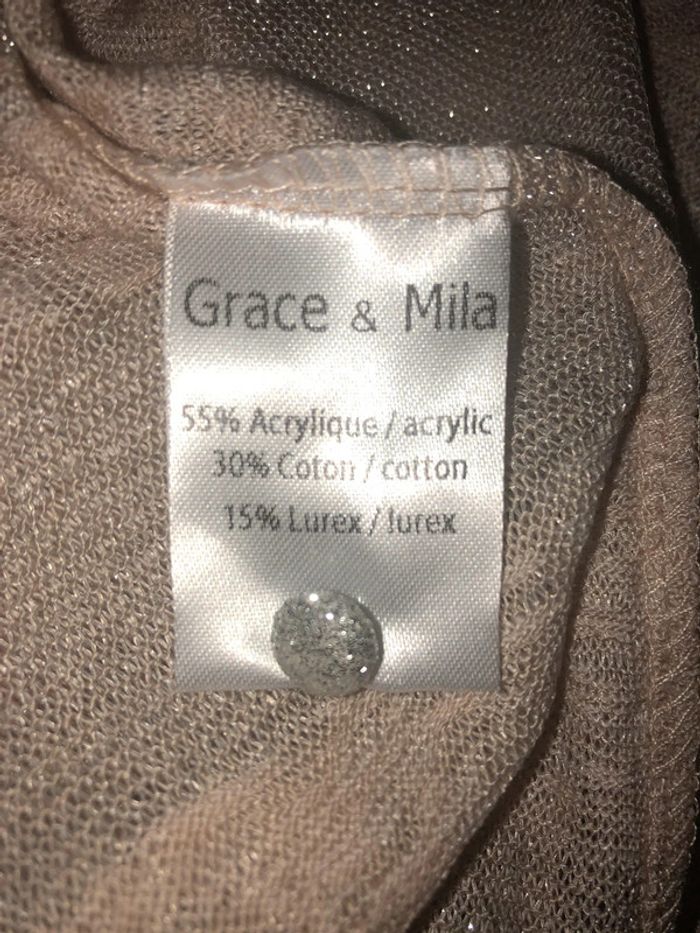 Grace & Mila
55% Acrylique / acrylic
30% Coton / cotton
15% Lurex / lurex